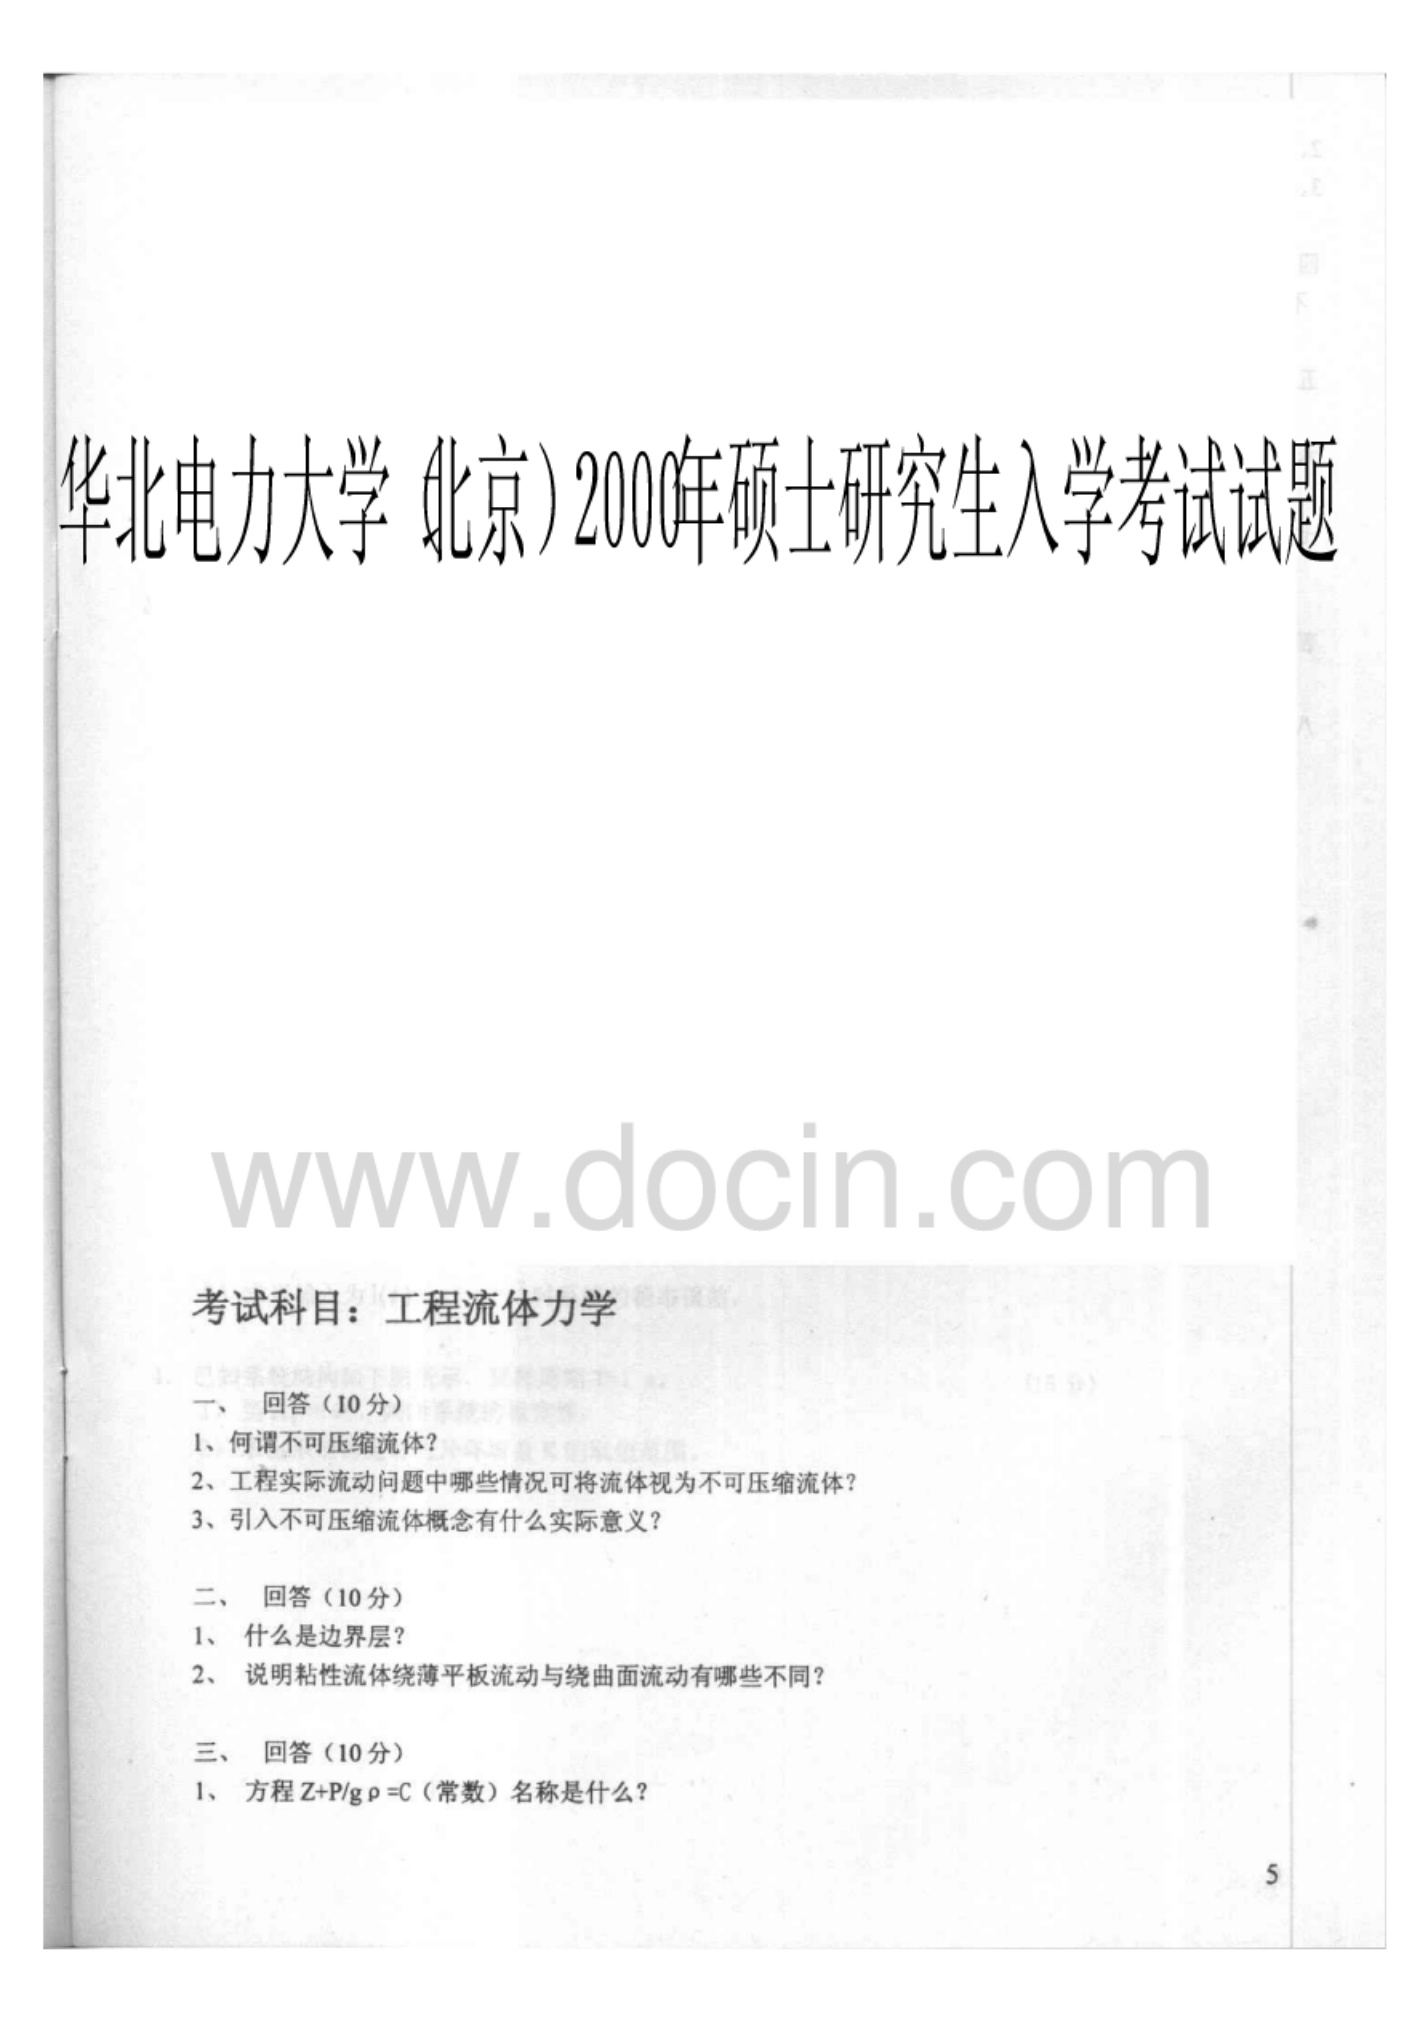 华北电力大学（北京）2000年硕士研究生入学考试试题
www.docin.com
考试科目：工程流体力学
一、 回答（10 分）
1、何谓不可压缩流体？
2、工程实际流动问题中哪些情况可将流体视为不可压缩流体？
3、引入不可压缩流体概念有什么实际意义？
二、 回答（10 分）
1、 什么是边界层？
2、 说明粘性流体绕薄平板流动与绕曲面流动有哪些不同？
三、 回答（10 分）
1、 方程 Z+P/gρ=C（常数）名称是什么？
5